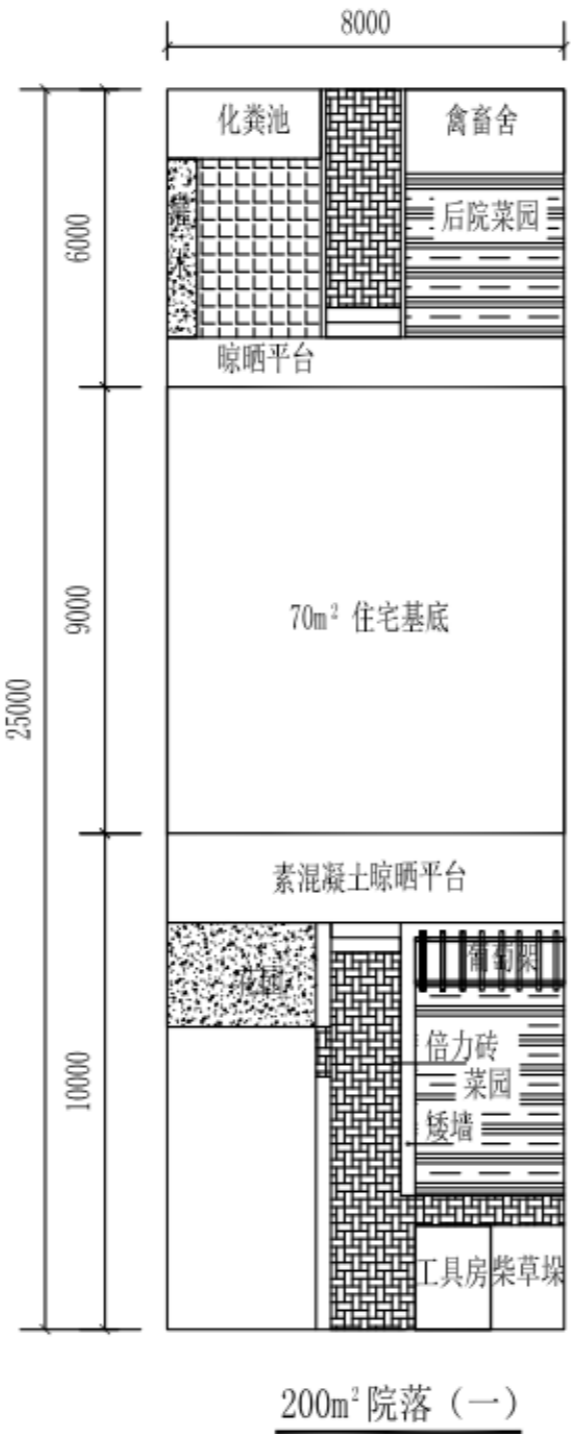 8000
化粪池
禽畜舍
灌木
后院菜园
6000
晾晒平台
9000
70m² 住宅基底
25000
素混凝土晾晒平台
葡萄架
倍力砖
菜园
矮墙
10000
工具房
柴草垛
200m²院落（一）